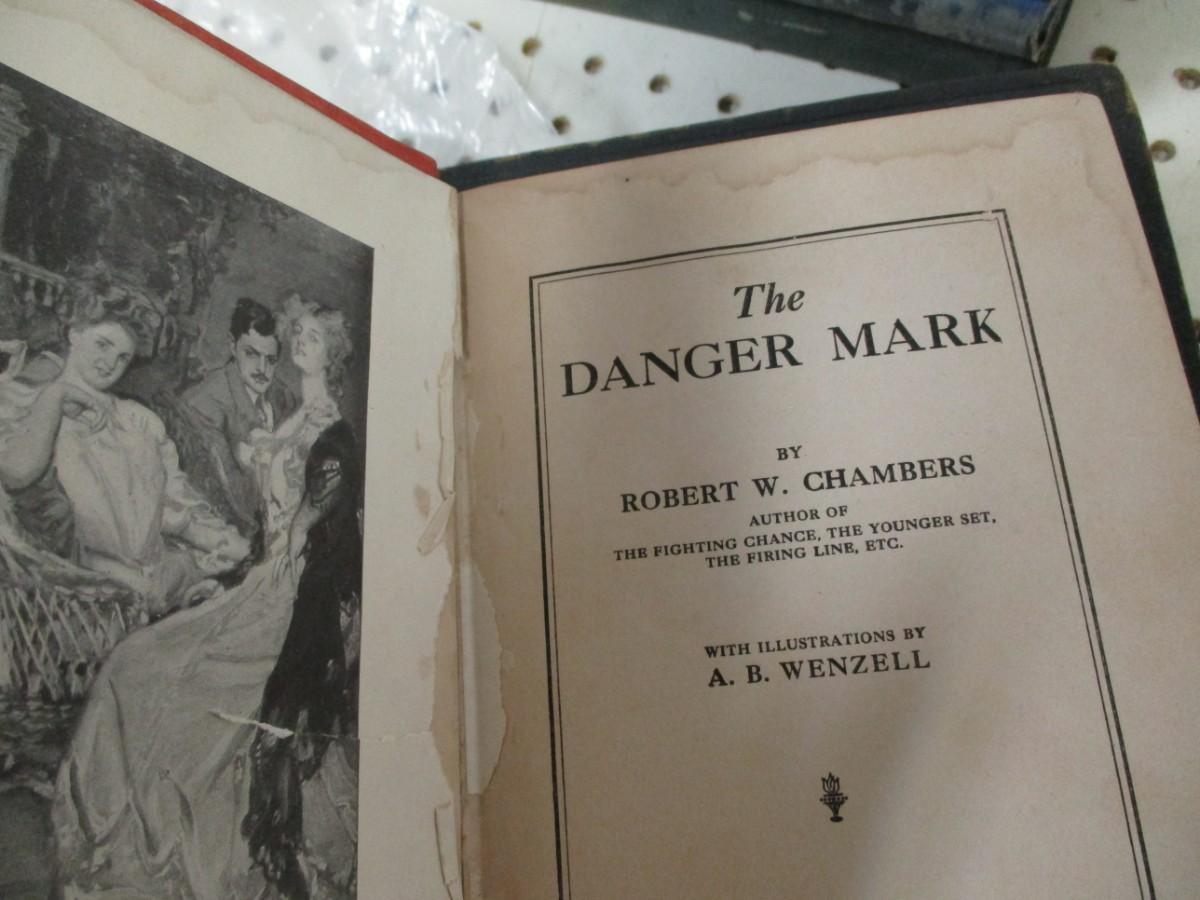 The
DANGER MARK
BY
ROBERT W. CHAMBERS
AUTHOR OF
THE FIGHTING CHANCE, THE YOUNGER SET,
THE FIRING LINE, ETC.
WITH ILLUSTRATIONS BY
A. B. WENZELL